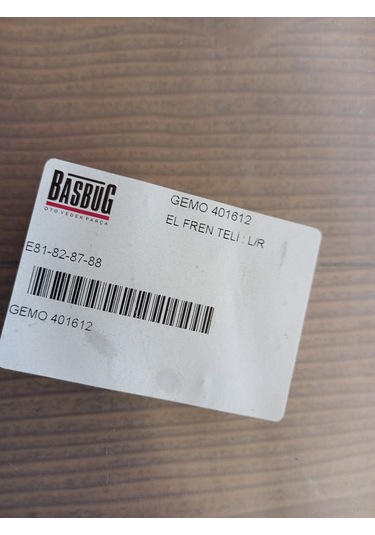 BASBUG
OTO YEDEK PARÇA
GEMO 401612
EL FREN TELİ : L/R
E81-82-87-88
GEMO 401612